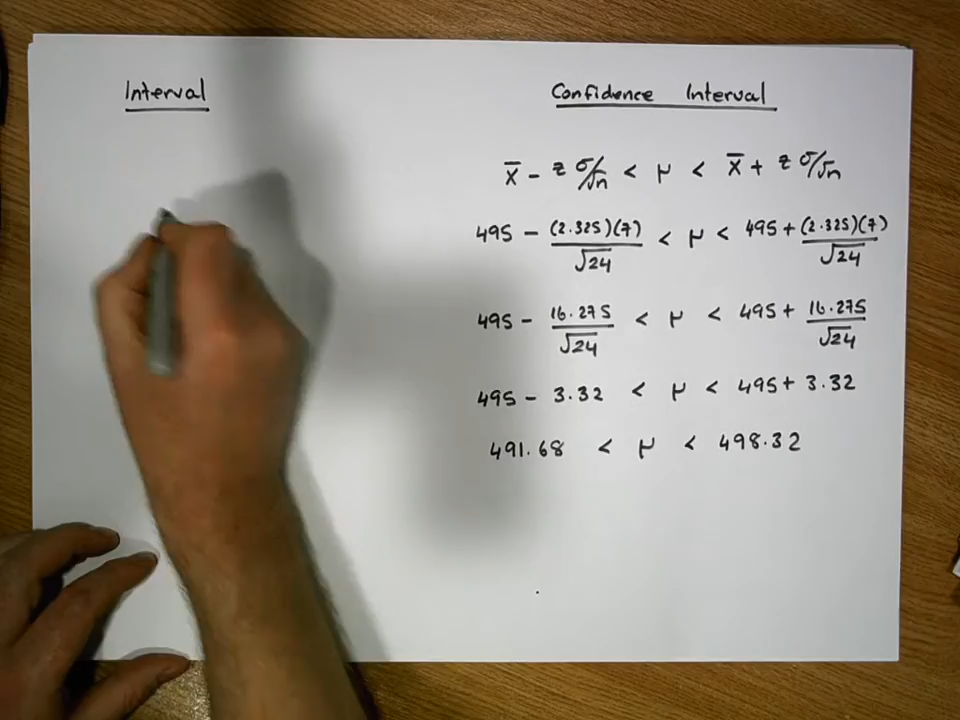 Interval
Confidence Interval
x̄ - z σ/√n < μ < x̄ + z σ/√n
495 - (2.325)(7)/√24 < μ < 495 + (2.325)(7)/√24
495 - 16.275/√24 < μ < 495 + 16.275/√24
495 - 3.32 < μ < 495 + 3.32
491.68 < μ < 498.32